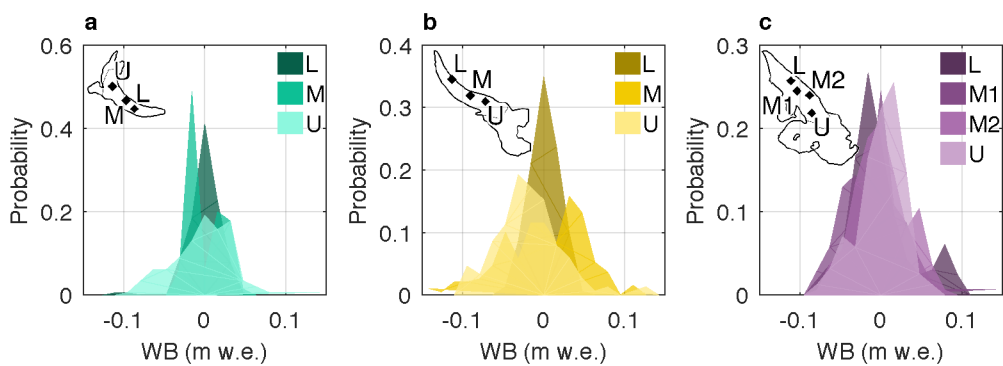 a
Probability
0.6
0.4
0.2
0
-0.1
0
0.1
WB (m w.e.)
U
L
M
L
M
U
b
Probability
0.4
0.3
0.2
0.1
0
-0.1
0
0.1
WB (m w.e.)
L
M
U
L
M
U
c
Probability
0.3
0.2
0.1
0
-0.1
0
0.1
WB (m w.e.)
L
M2
M1
U
L
M1
M2
U